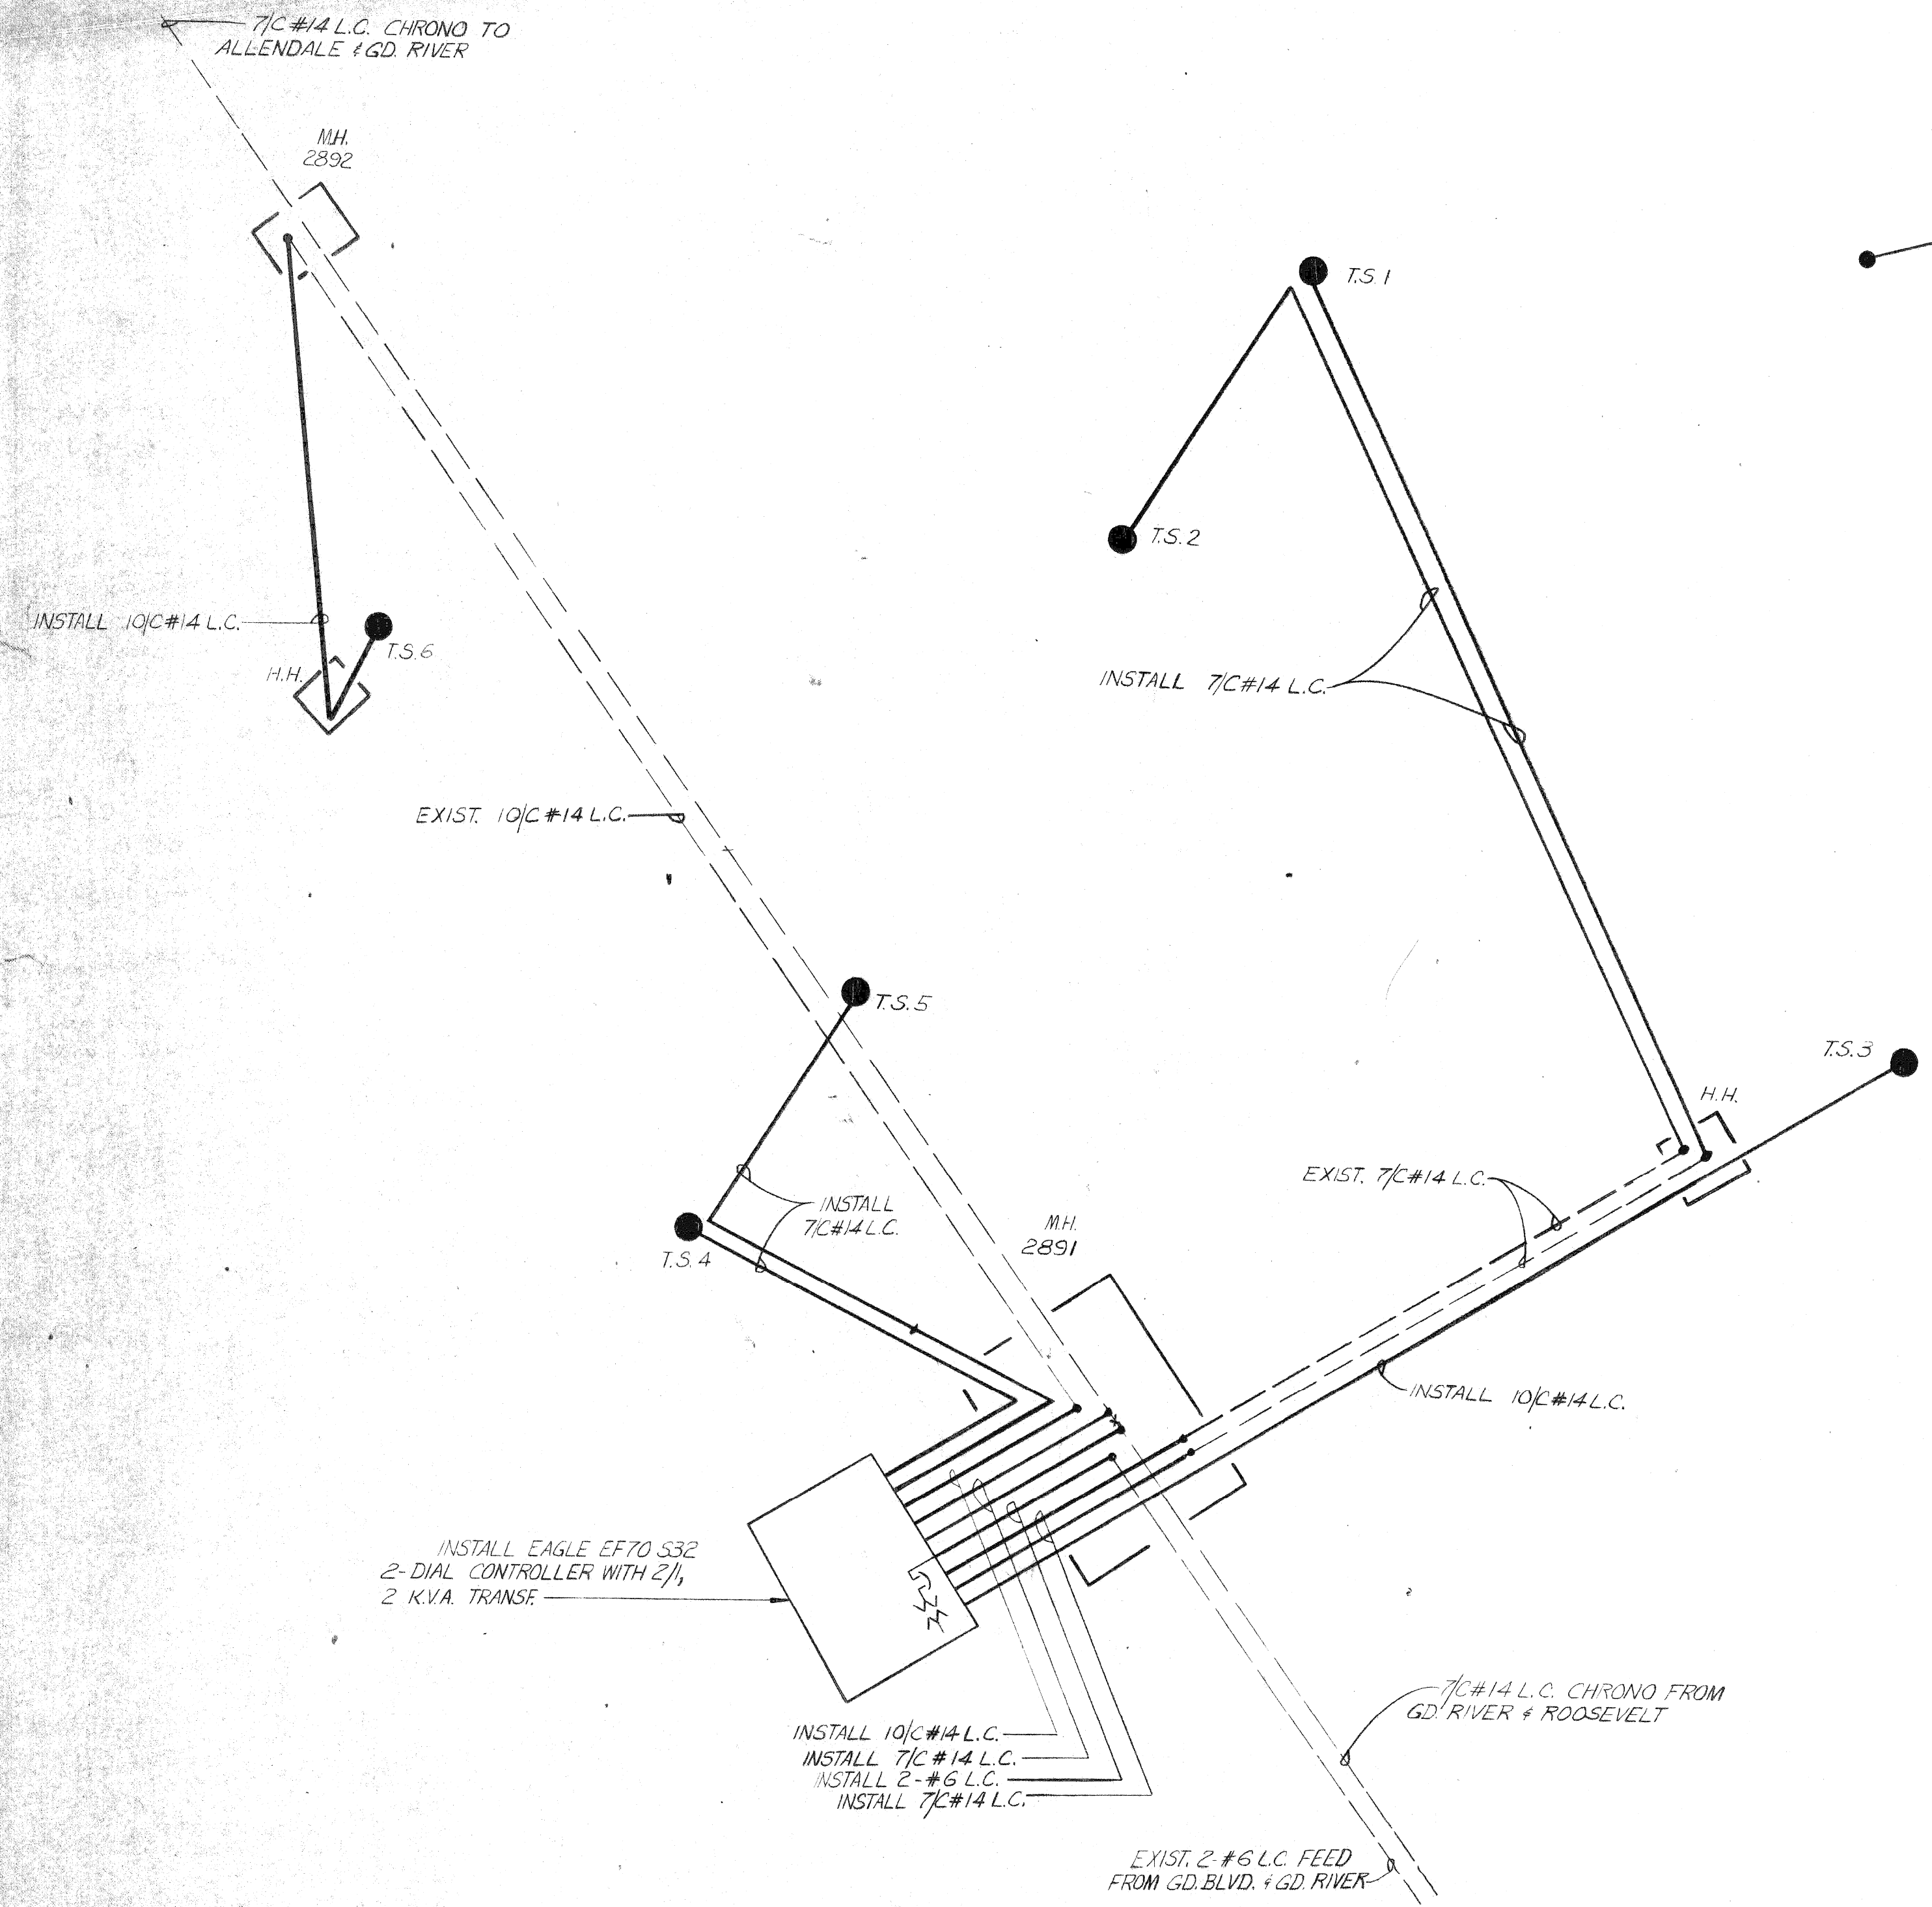 7/C #14 L.C. CHRONO TO
ALLENDALE & GD. RIVER
M.H.
2892
T.S. 1
T.S. 2
INSTALL 10/C #14 L.C.
T.S. 6
H.H.
INSTALL 7/C #14 L.C.
EXIST. 10/C #14 L.C.
T.S. 5
T.S. 3
H.H.
EXIST. 7/C #14 L.C.
INSTALL
7/C #14 L.C.
M.H.
2891
T.S. 4
INSTALL 10/C #14 L.C.
INSTALL EAGLE EF70 S32
2-DIAL CONTROLLER WITH 2/1,
2 K.V.A. TRANSF.
7/C #14 L.C. CHRONO FROM
GD. RIVER & ROOSEVELT
INSTALL 10/C #14 L.C.
INSTALL 7/C #14 L.C.
INSTALL 2-#6 L.C.
INSTALL 7/C #14 L.C.
EXIST. 2-#6 L.C. FEED
FROM GD. BLVD. & GD. RIVER